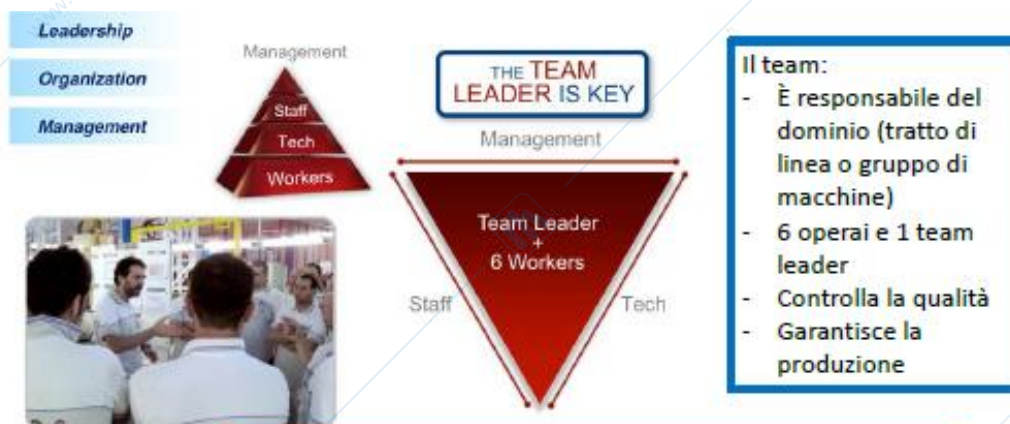 Leadership
Organization
Management
Management
Staff
Tech
Workers
THE TEAM
LEADER IS KEY
Management
Team Leader
+
6 Workers
Staff
Tech
Il team:
- È responsabile del
dominio (tratto di
linea o gruppo di
macchine)
- 6 operai e 1 team
leader
- Controlla la qualità
- Garantisce la
produzione